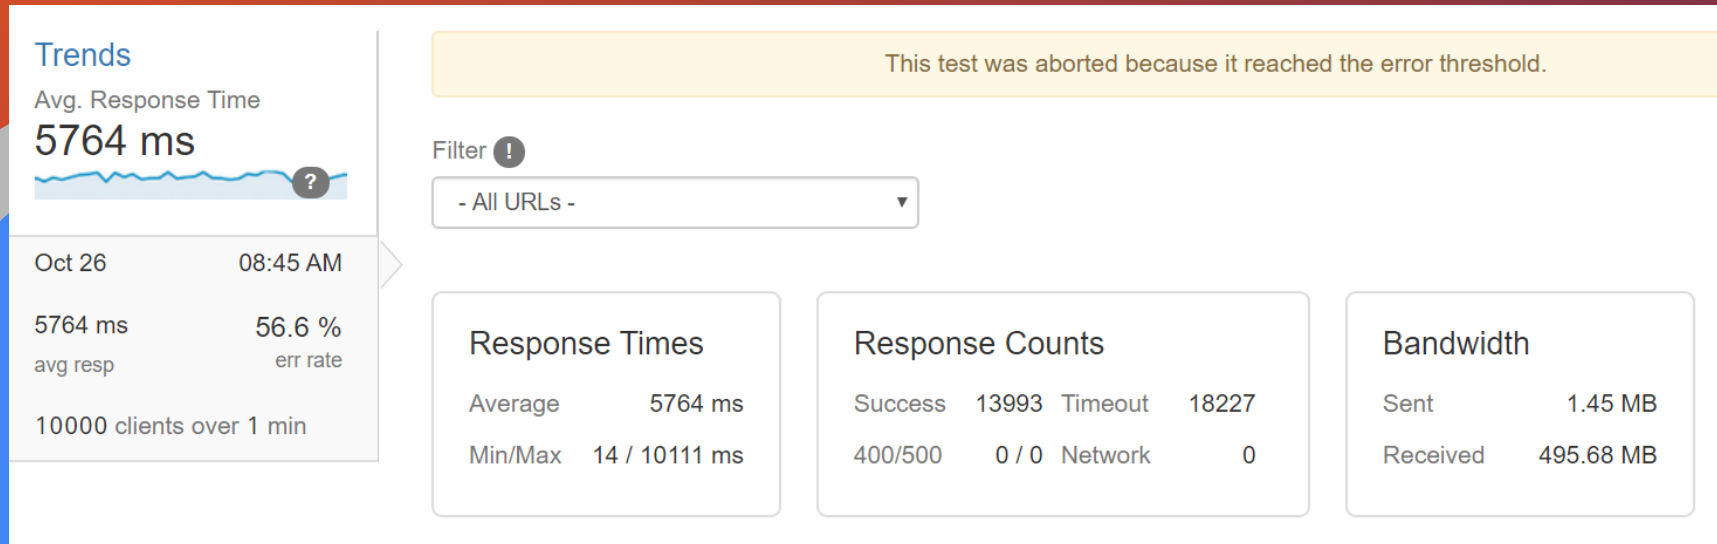 Trends
Avg. Response Time
5764 ms
?
Oct 26 08:45 AM
5764 ms 56.6 %
avg resp err rate
10000 clients over 1 min
This test was aborted because it reached the error threshold.
Filter !
- All URLs -
Response Times
Average 5764 ms
Min/Max 14 / 10111 ms
Response Counts
Success 13993 Timeout 18227
400/500 0 / 0 Network 0
Bandwidth
Sent 1.45 MB
Received 495.68 MB